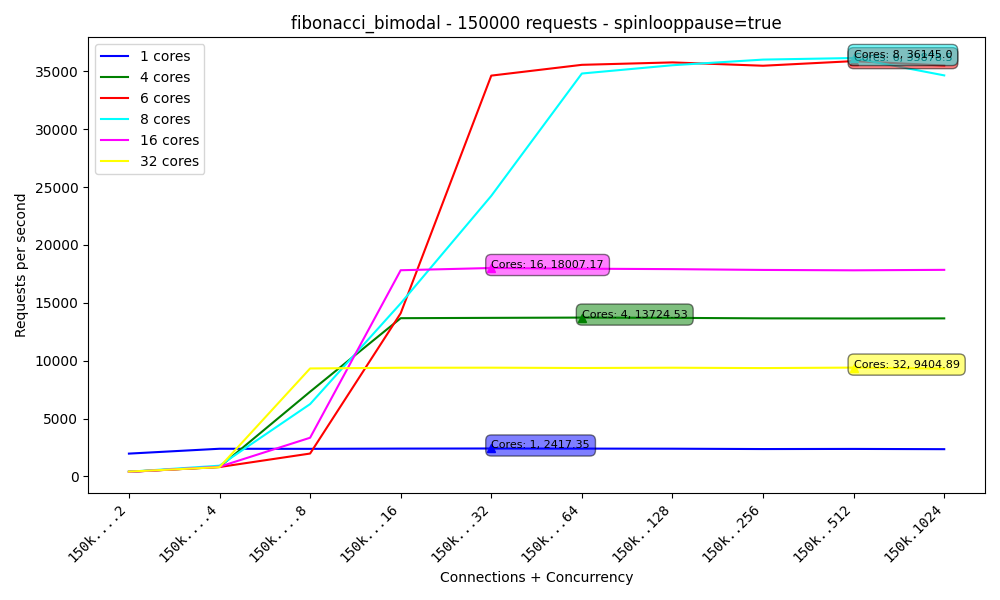 fibonacci_bimodal - 150000 requests - spinlooppause=true
1 cores
4 cores
6 cores
8 cores
16 cores
32 cores
Requests per second
35000
30000
25000
20000
15000
10000
5000
0
Cores: 8, 36145.0
Cores: 16, 18007.17
Cores: 4, 13724.53
Cores: 32, 9404.89
Cores: 1, 2417.35
150k....2
150k....4
150k....8
150k...16
150k...32
150k...64
150k..128
150k..256
150k..512
150k.1024
Connections + Concurrency